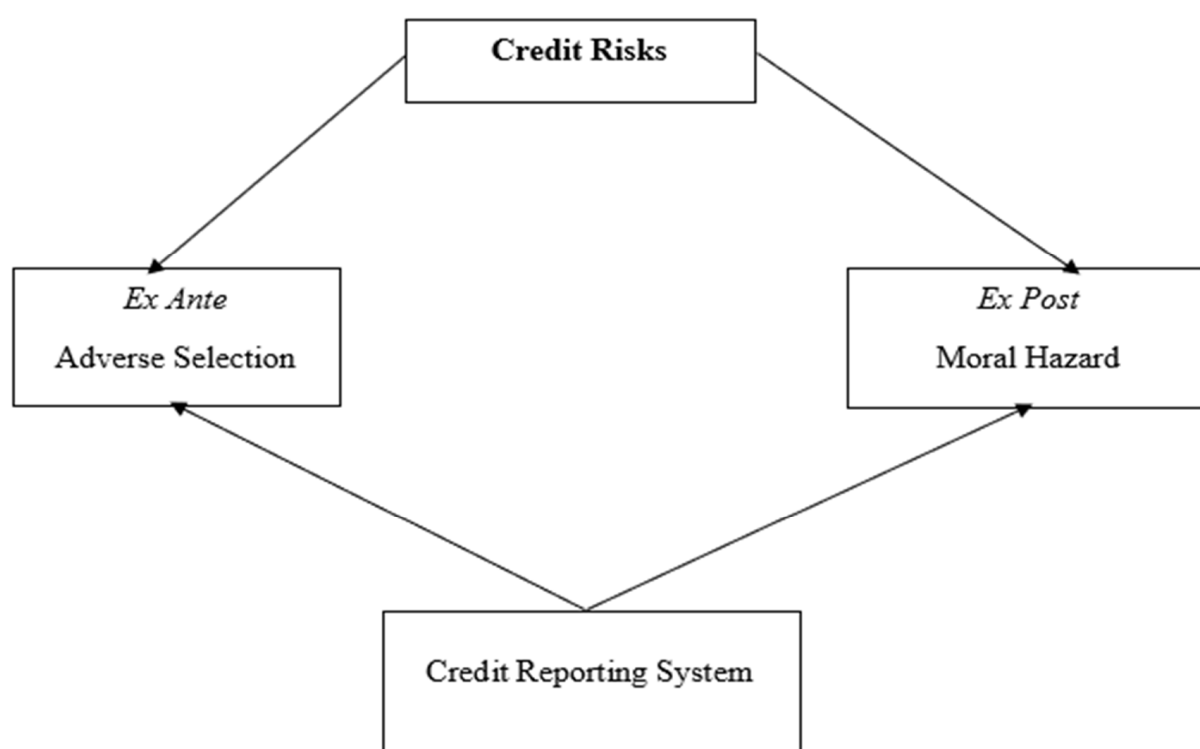 Credit Risks
Ex Ante
Adverse Selection
Ex Post
Moral Hazard
Credit Reporting System